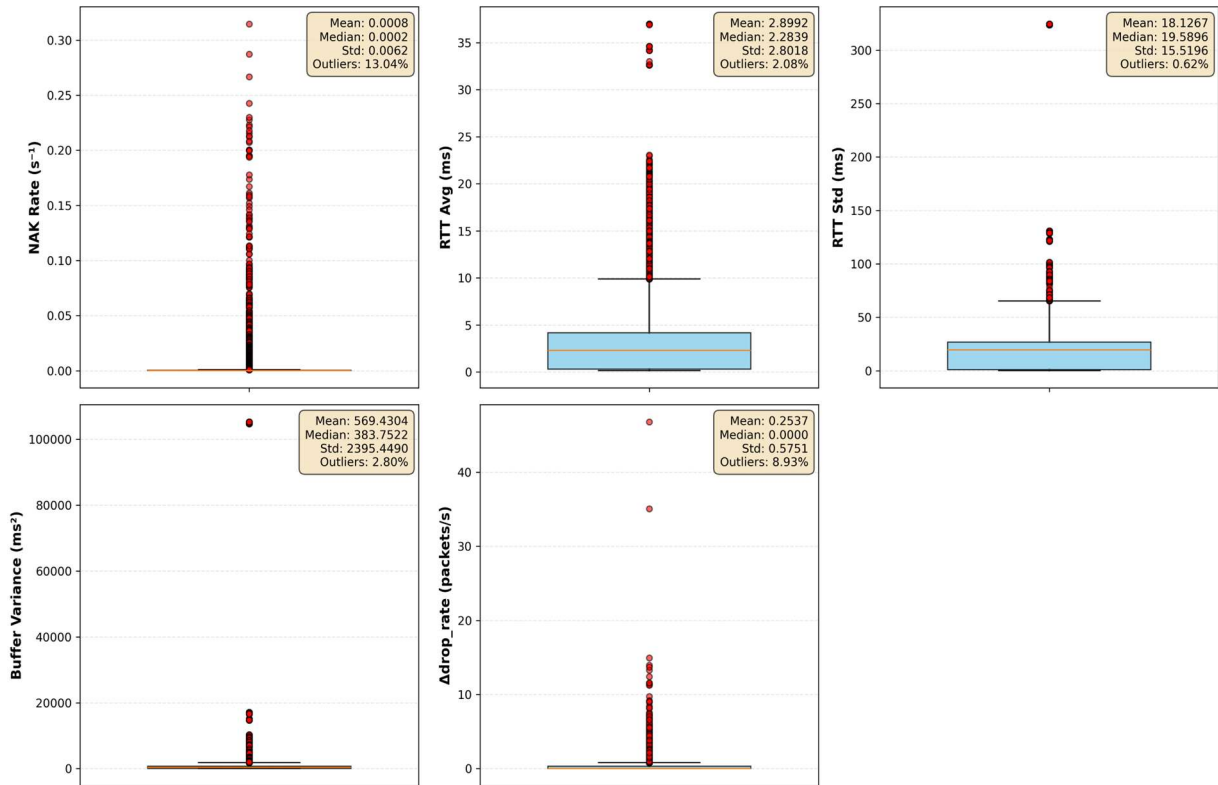 NAK Rate (s⁻¹)
0.30
0.25
0.20
0.15
0.10
0.05
0.00
Mean: 0.0008
Median: 0.0002
Std: 0.0062
Outliers: 13.04%
RTT Avg (ms)
35
30
25
20
15
10
5
0
Mean: 2.8992
Median: 2.2839
Std: 2.8018
Outliers: 2.08%
RTT Std (ms)
300
250
200
150
100
50
0
Mean: 18.1267
Median: 19.5896
Std: 15.5196
Outliers: 0.62%
Buffer Variance (ms²)
100000
80000
60000
40000
20000
0
Mean: 569.4304
Median: 383.7522
Std: 2395.4490
Outliers: 2.80%
Δdrop_rate (packets/s)
40
30
20
10
0
Mean: 0.2537
Median: 0.0000
Std: 0.5751
Outliers: 8.93%